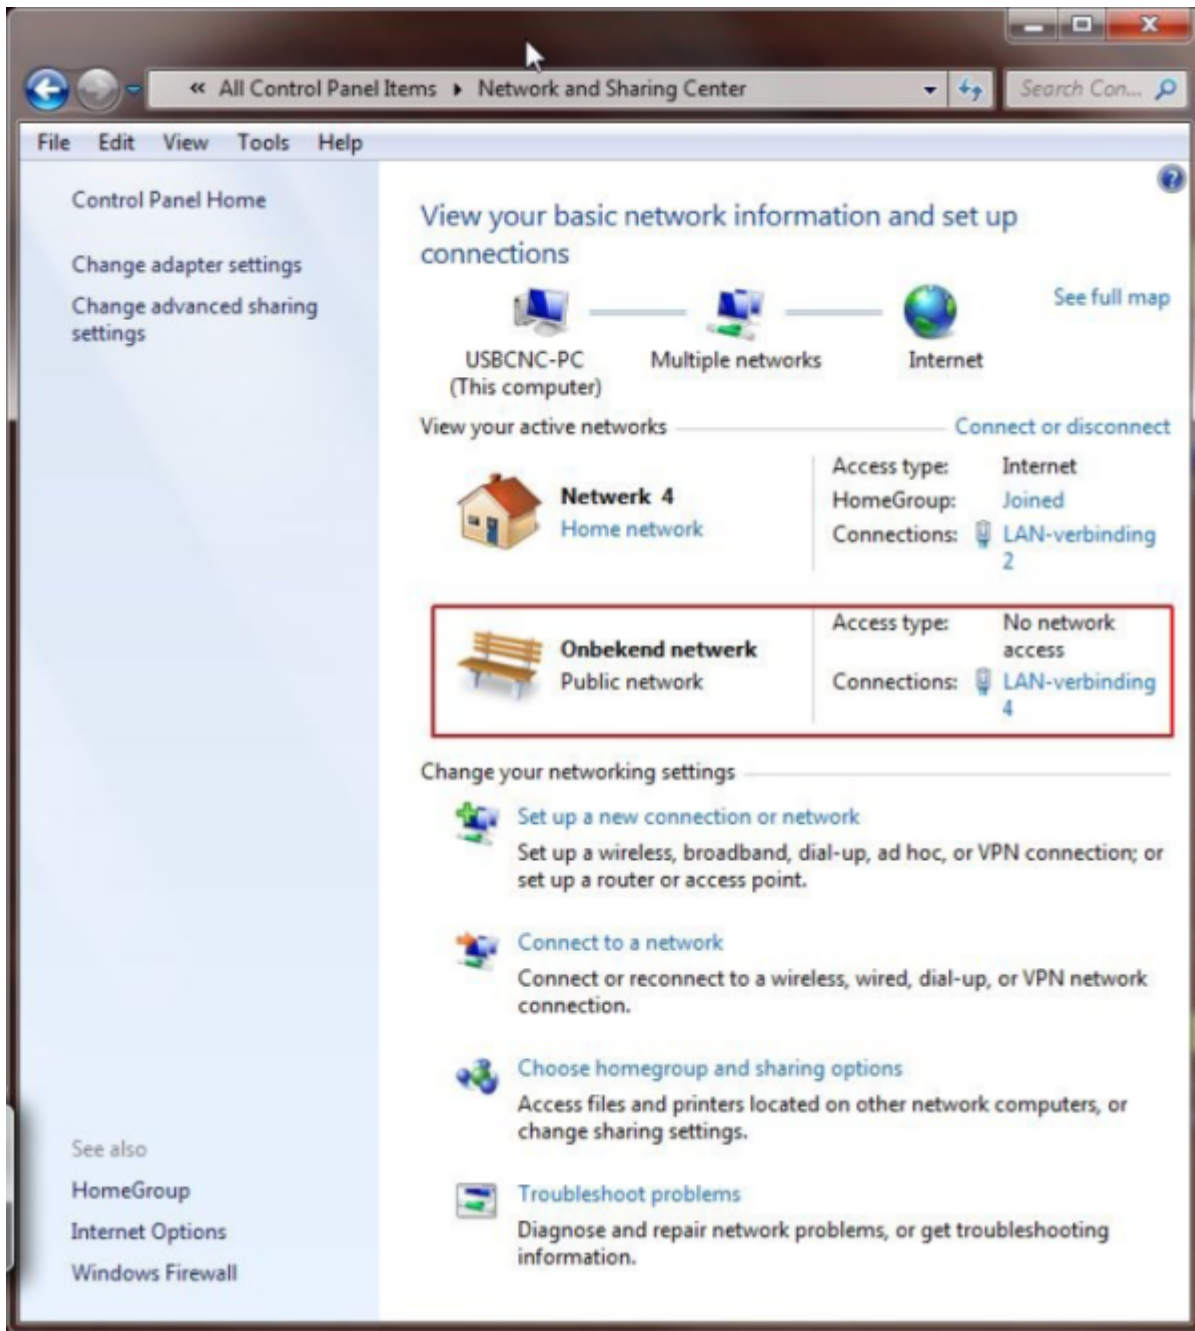 « All Control Panel Items ▸ Network and Sharing Center
Search Con...
File Edit View Tools Help
Control Panel Home
Change adapter settings
Change advanced sharing
settings
View your basic network information and set up
connections
See full map
USBCNC-PC
(This computer)
Multiple networks
Internet
View your active networks
Connect or disconnect
Netwerk 4
Home network
Access type: Internet
HomeGroup: Joined
Connections: LAN-verbinding
2
Onbekend netwerk
Public network
Access type: No network
access
Connections: LAN-verbinding
4
Change your networking settings
Set up a new connection or network
Set up a wireless, broadband, dial-up, ad hoc, or VPN connection; or
set up a router or access point.
Connect to a network
Connect or reconnect to a wireless, wired, dial-up, or VPN network
connection.
Choose homegroup and sharing options
Access files and printers located on other network computers, or
change sharing settings.
Troubleshoot problems
Diagnose and repair network problems, or get troubleshooting
information.
See also
HomeGroup
Internet Options
Windows Firewall